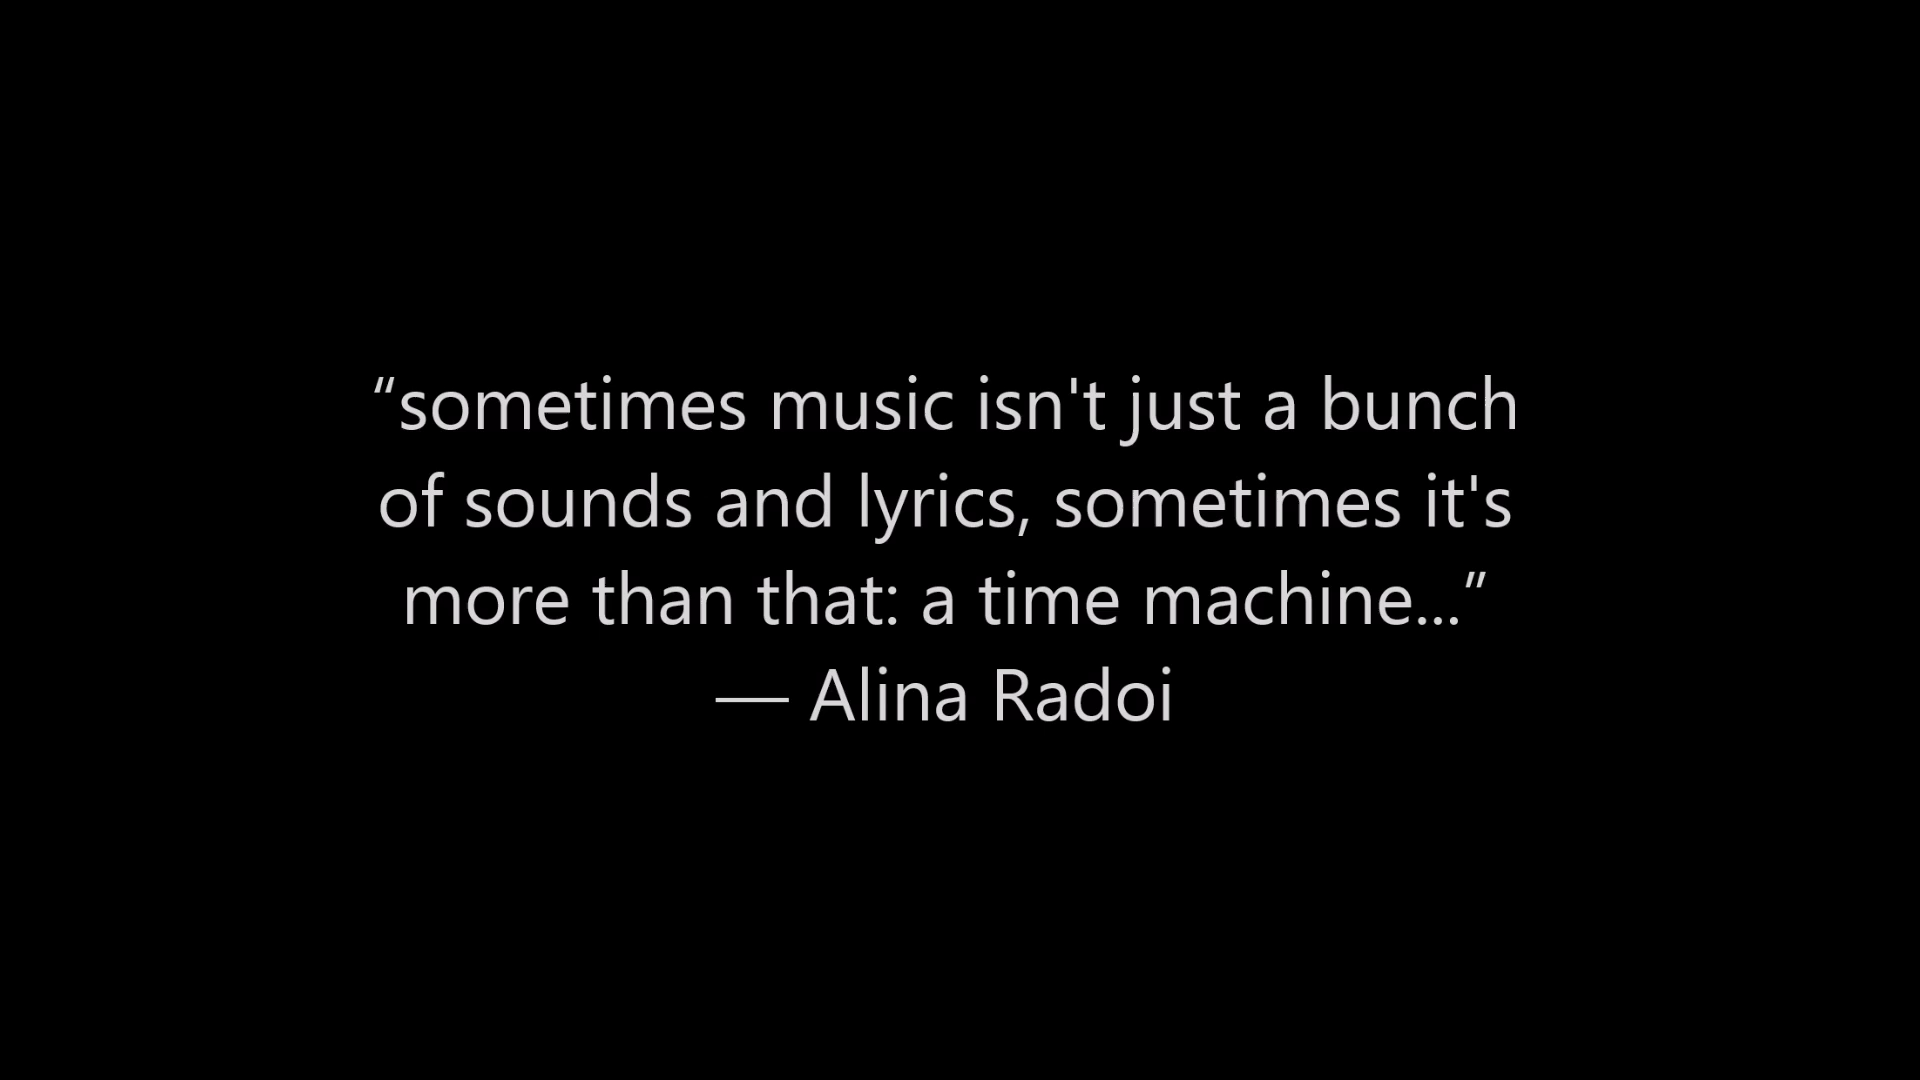 “sometimes music isn't just a bunch
of sounds and lyrics, sometimes it's
more than that: a time machine...”
— Alina Radoi